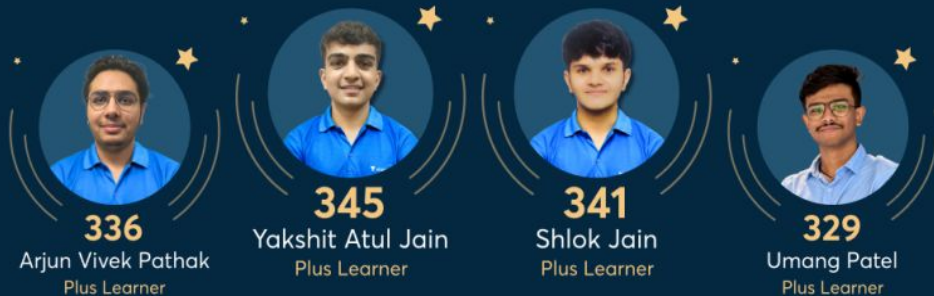 336
Arjun Vivek Pathak
Plus Learner
345
Yakshit Atul Jain
Plus Learner
341
Shlok Jain
Plus Learner
329
Umang Patel
Plus Learner